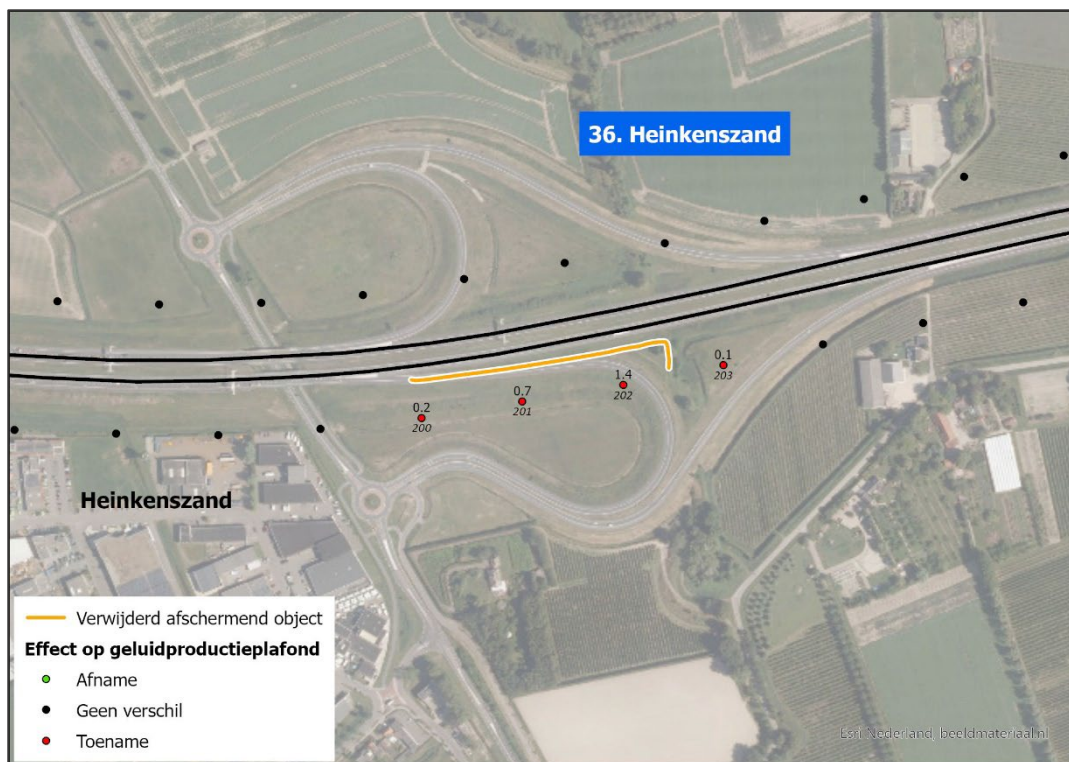 36. Heinkenszand
0.1
203
1.4
202
0.7
201
0.2
200
Heinkenszand
Verwijderd afschermend object
Effect op geluidproductieplafond
Afname
Geen verschil
Toename
Esri Nederland, beeldmateriaal.nl